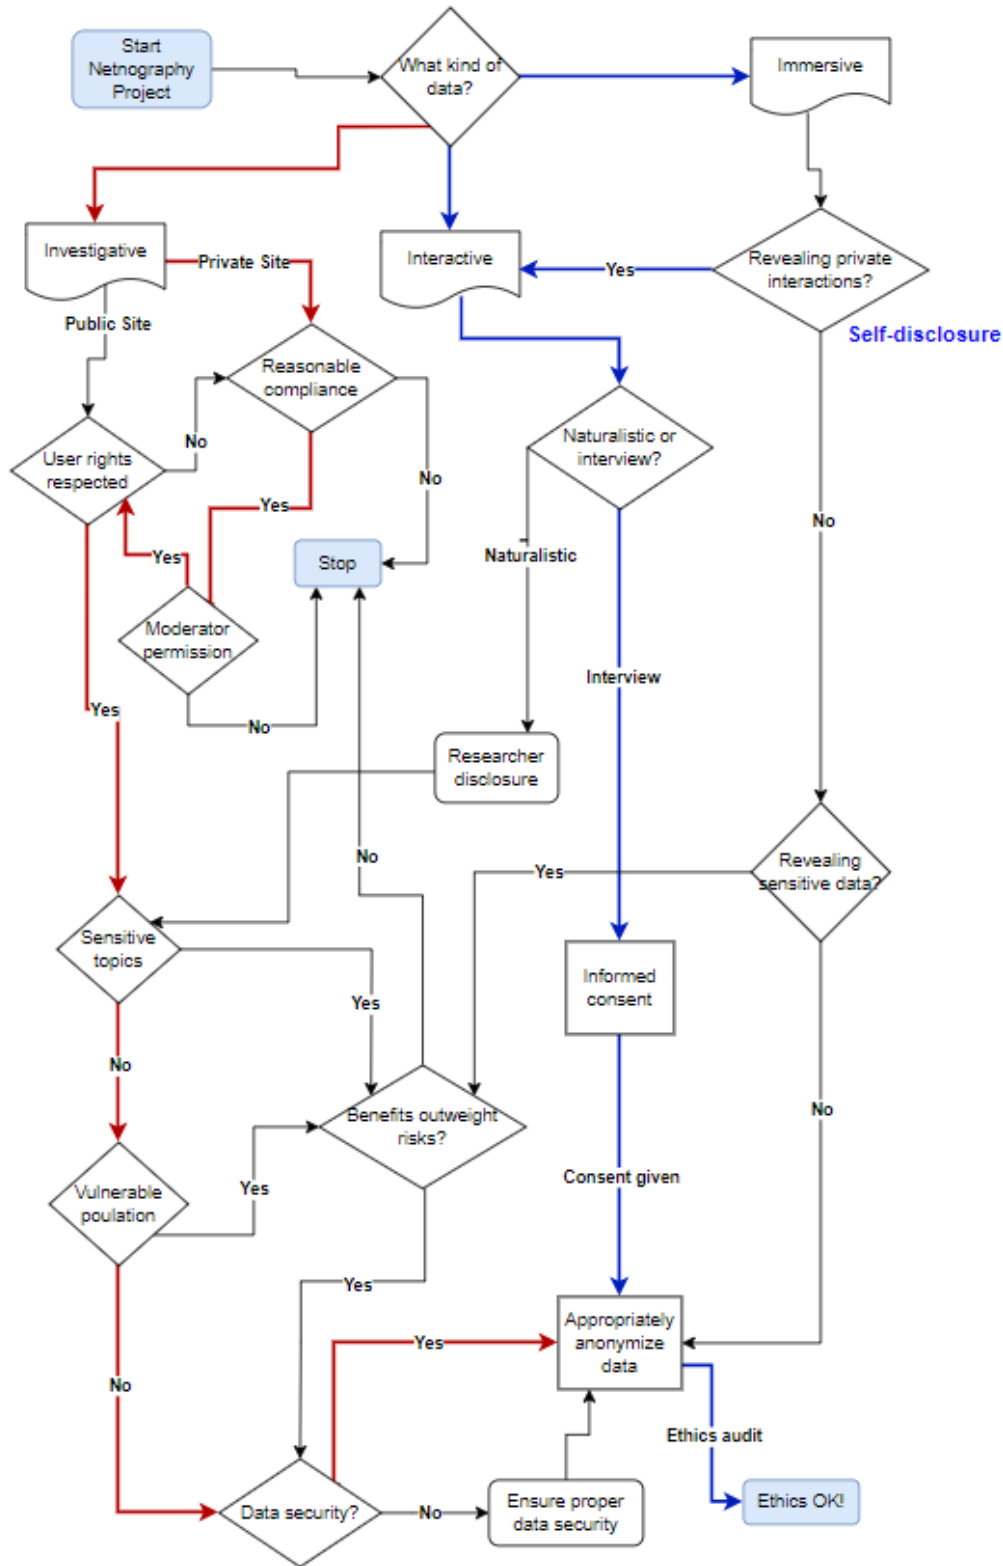 Start
Netnography
Project
What kind of
data?
Immersive
Investigative
Private Site
Interactive
Yes
Revealing private
interactions?
Public Site
Self-disclosure
Reasonable
compliance
User rights
respected
No
Naturalistic or
interview?
No
Yes
No
Yes
Stop
Naturalistic
Moderator
permission
Interview
Yes
No
Researcher
disclosure
No
Yes
Revealing
sensitive data?
Sensitive
topics
Yes
Informed
consent
No
Benefits outweight
risks?
No
Vulnerable
poulation
Yes
Consent given
Yes
Appropriately
anonymize
data
Yes
No
Ethics audit
Data security?
No
Ensure proper
data security
Ethics OK!